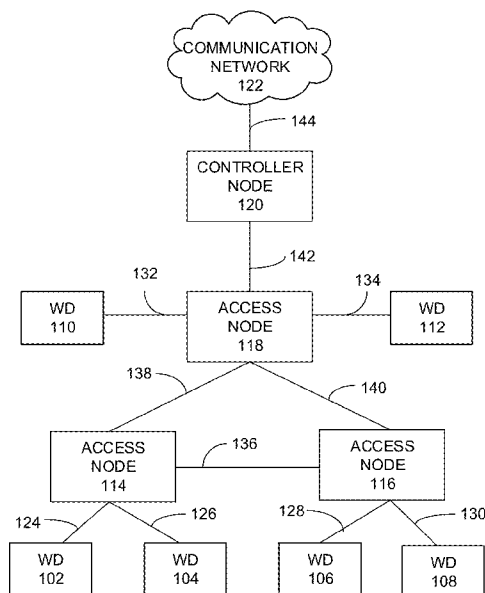 COMMUNICATION
NETWORK
122
144
CONTROLLER
NODE
120
142
132
134
WD
110
ACCESS
NODE
118
WD
112
138
140
ACCESS
NODE
114
136
ACCESS
NODE
116
124
126
128
130
WD
102
WD
104
WD
106
WD
108